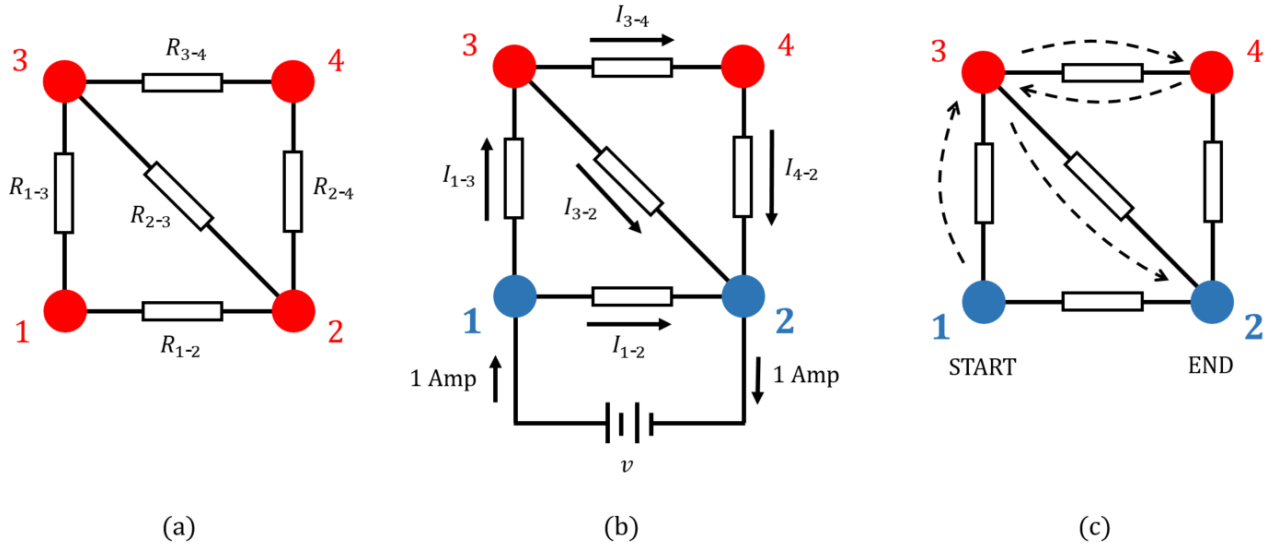 3
R3-4
4
R1-3
R2-3
R2-4
1
R1-2
2
(a)
I3-4
3
4
I1-3
I3-2
I4-2
1
I1-2
2
1 Amp
1 Amp
v
(b)
3
4
1
2
START
END
(c)